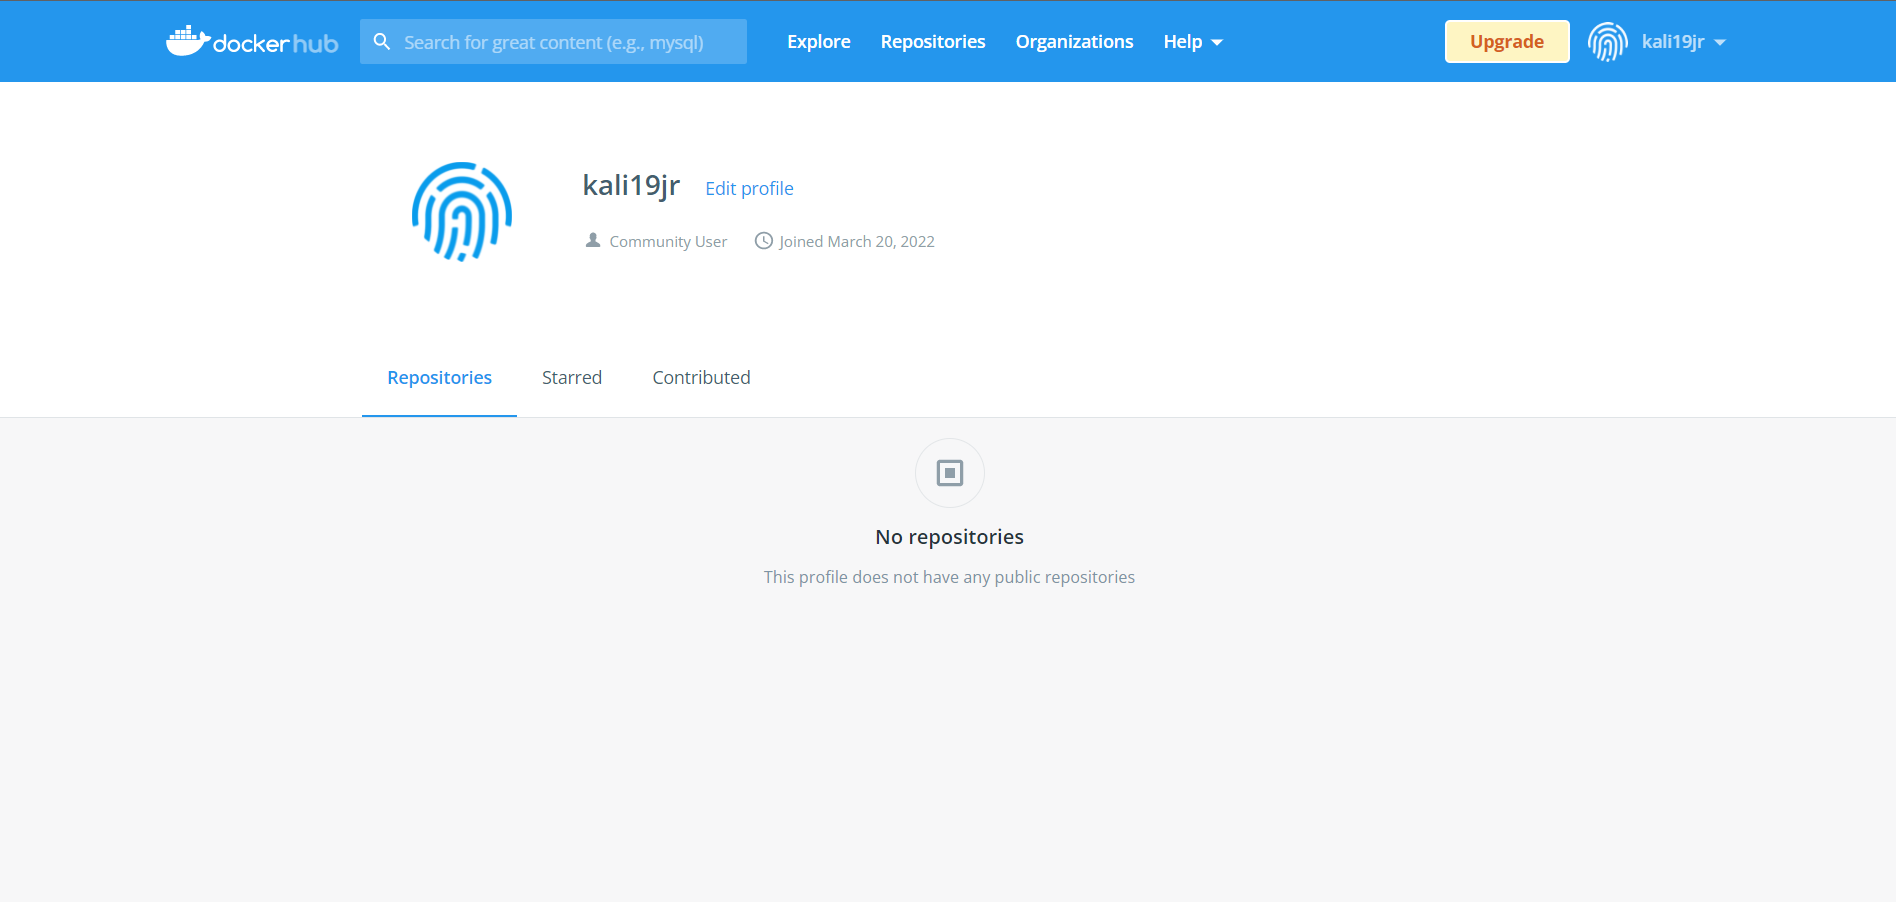 docker hub Search for great content (e.g., mysql) Explore Repositories Organizations Help Upgrade kali19jr
kali19jr Edit profile
Community User Joined March 20, 2022
Repositories Starred Contributed
No repositories
This profile does not have any public repositories